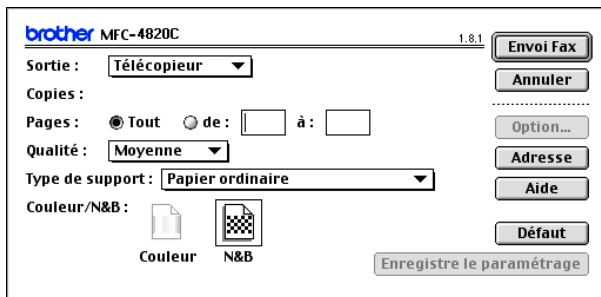 brother MFC-4820C 1.8.1
Envoi Fax
Sortie : Télécopieur
Annuler
Copies :
Pages : Tout de : à :
Option...
Qualité : Moyenne
Adresse
Type de support : Papier ordinaire
Aide
Couleur/N&B :
Défaut
Couleur N&B
Enregistre le paramétrage